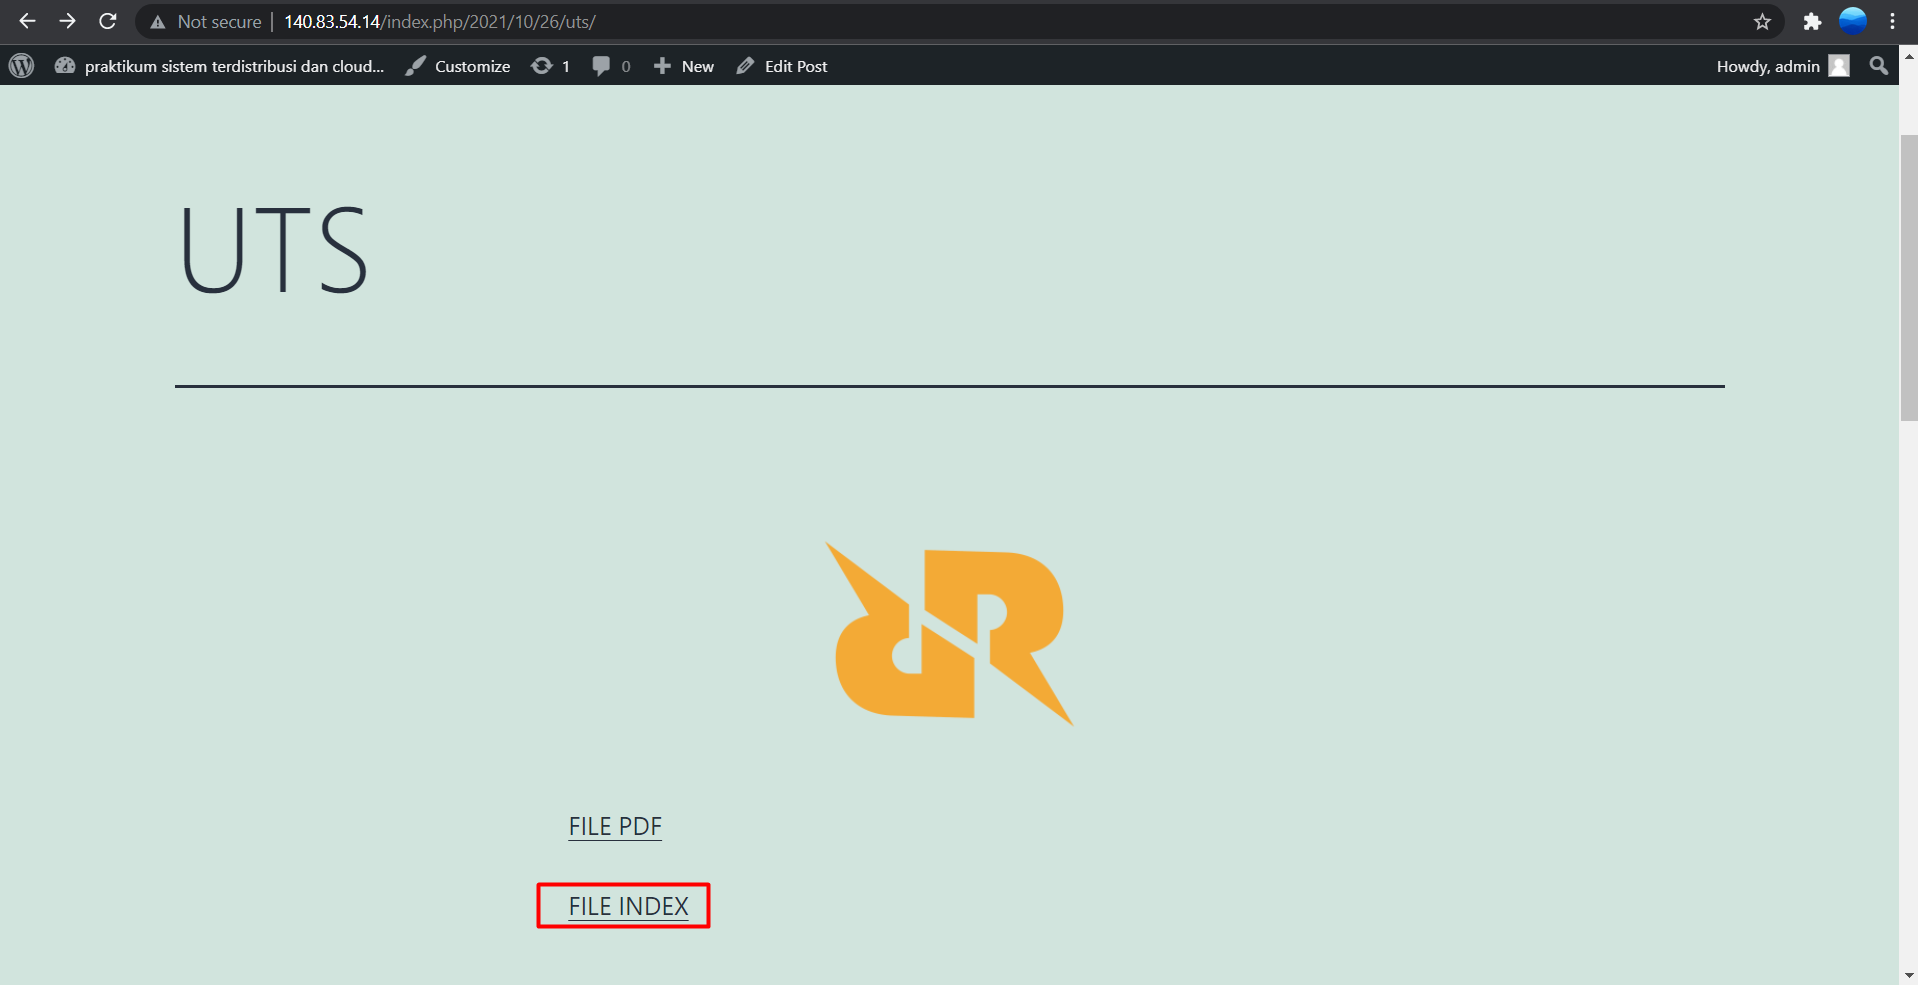 Not secure | 140.83.54.14/index.php/2021/10/26/uts/
praktikum sistem terdistribusi dan cloud... Customize 1 0 New Edit Post Howdy, admin
UTS
FILE PDF
FILE INDEX